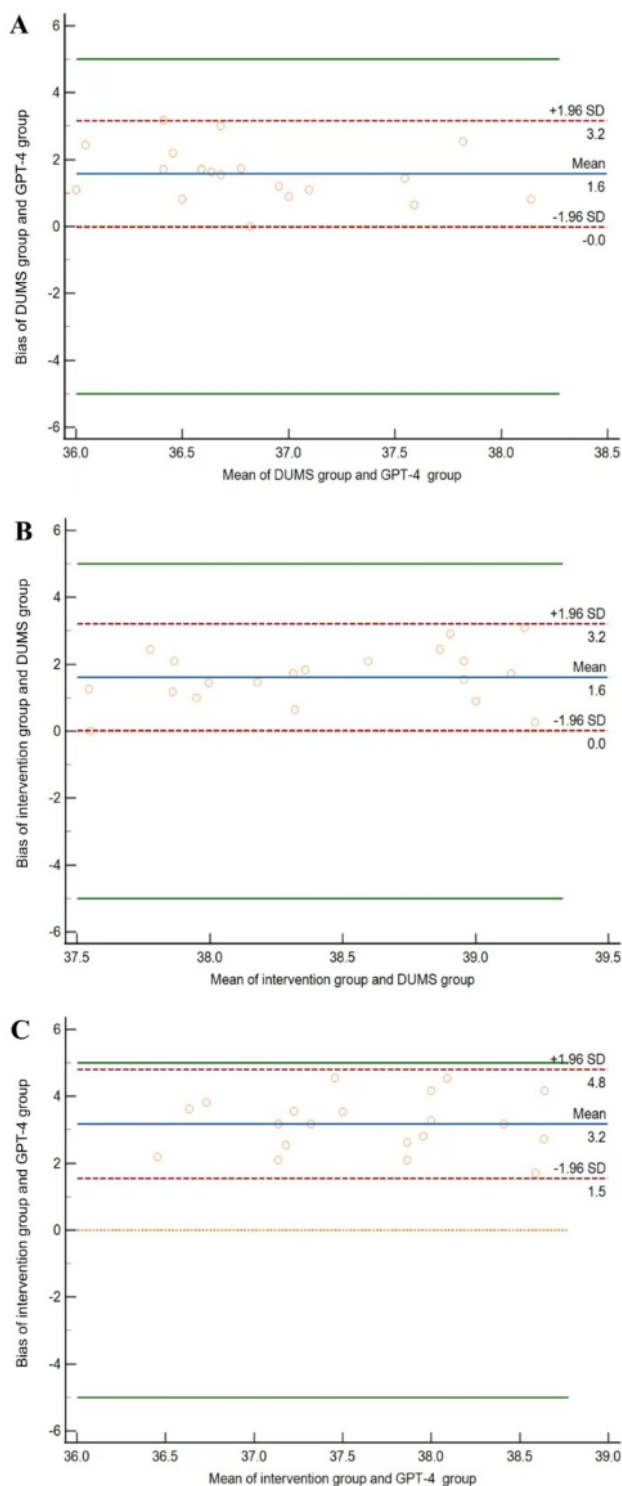 A
Bias of DUMS group and GPT-4 group
6
4
2
0
-2
-4
-6
+1.96 SD
3.2
Mean
1.6
-1.96 SD
-0.0
36.0 36.5 37.0 37.5 38.0 38.5
Mean of DUMS group and GPT-4 group
B
Bias of intervention group and DUMS group
6
4
2
0
-2
-4
-6
+1.96 SD
3.2
Mean
1.6
-1.96 SD
0.0
37.5 38.0 38.5 39.0 39.5
Mean of intervention group and DUMS group
C
Bias of intervention group and GPT-4 group
6
4
2
0
-2
-4
-6
+1.96 SD
4.8
Mean
3.2
-1.96 SD
1.5
36.0 36.5 37.0 37.5 38.0 38.5 39.0
Mean of intervention group and GPT-4 group